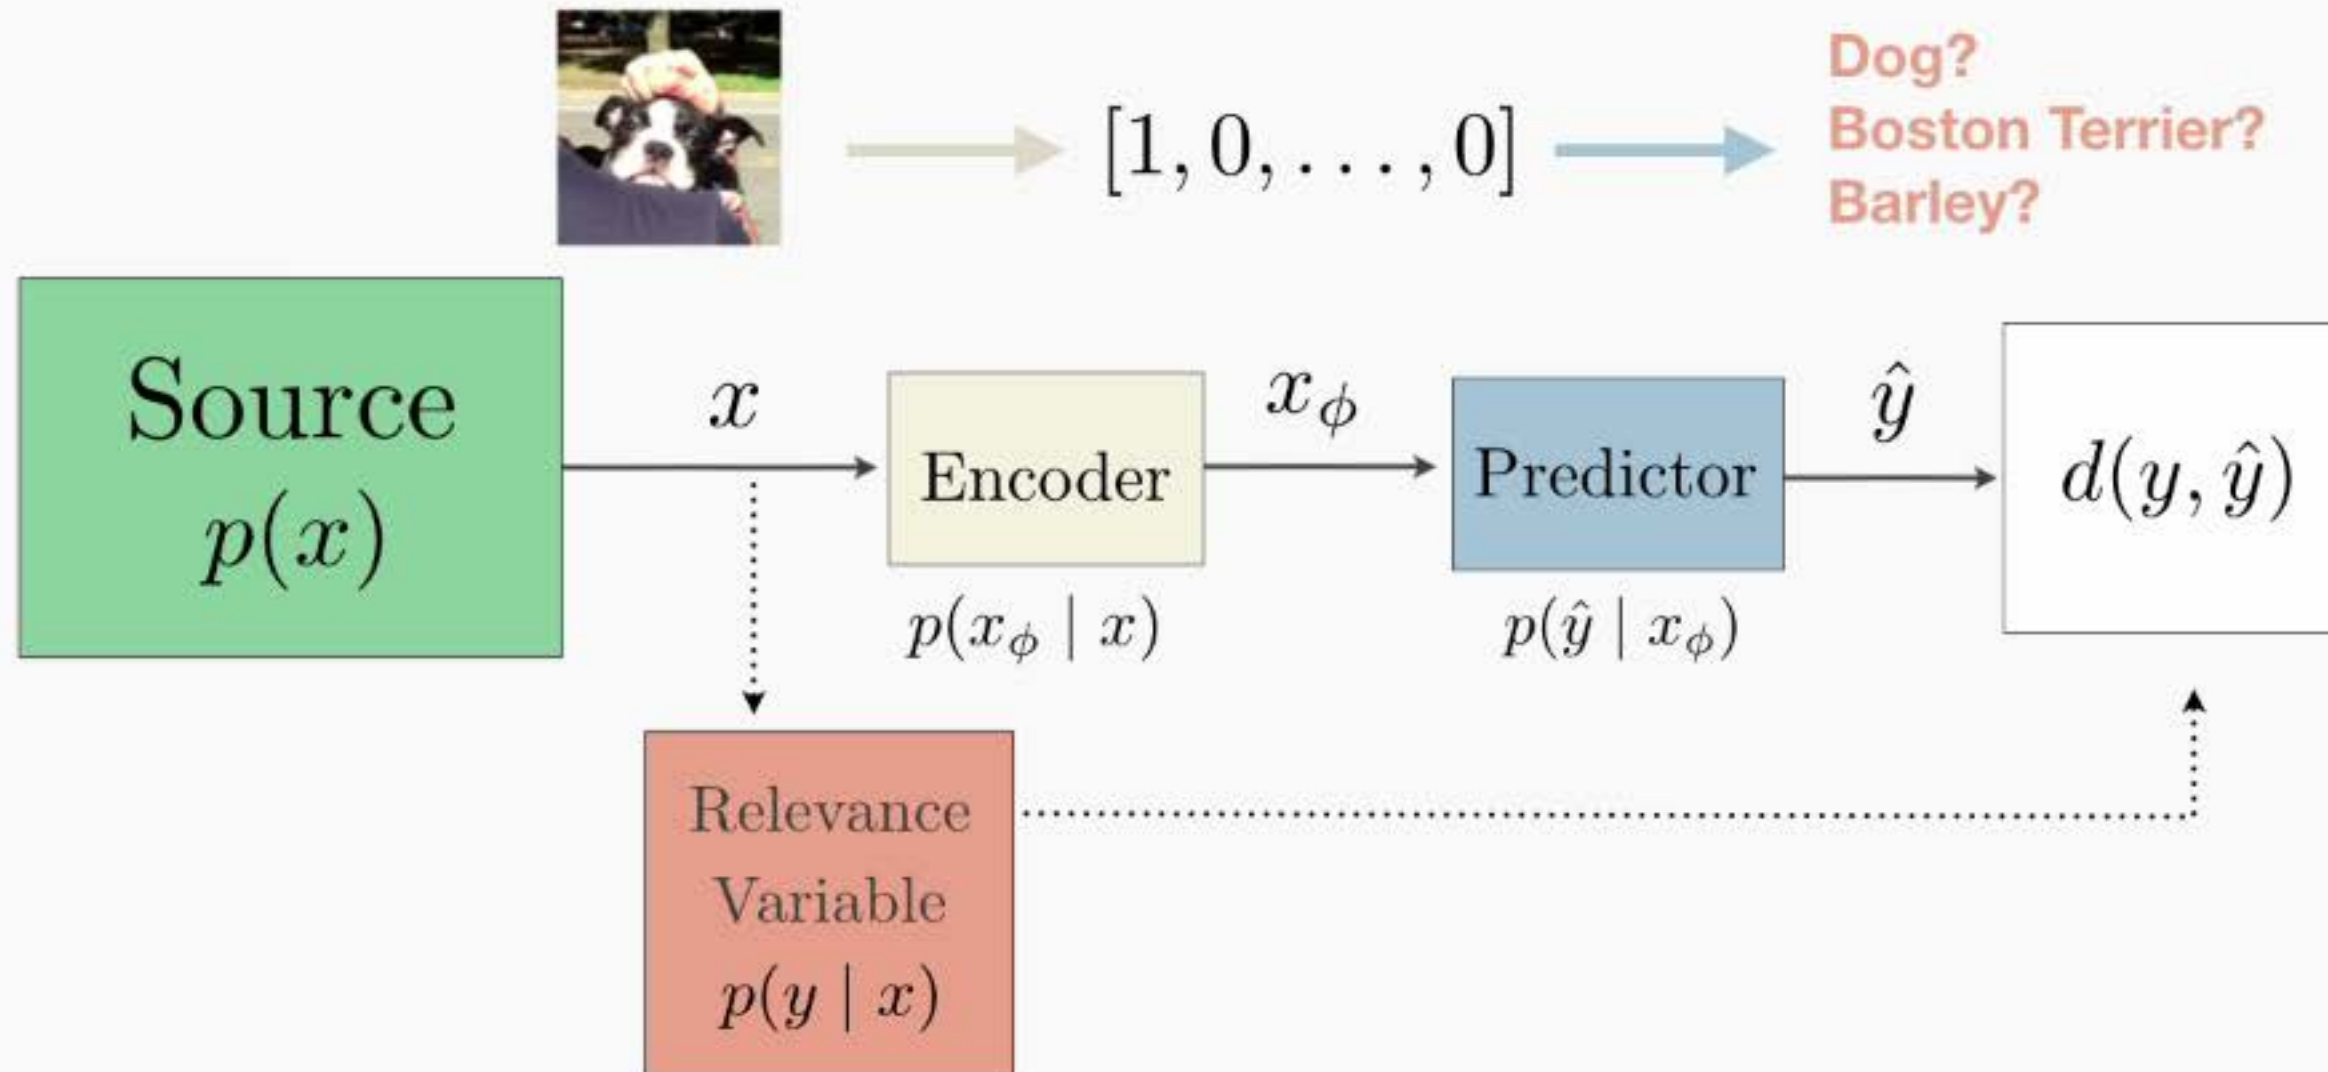 Dog?
[1, 0, . . . , 0]
Boston Terrier?
Barley?
Source
p(x)
x
Encoder
p(x_ϕ | x)
x_ϕ
Predictor
p(ŷ | x_ϕ)
ŷ
d(y, ŷ)
Relevance
Variable
p(y | x)